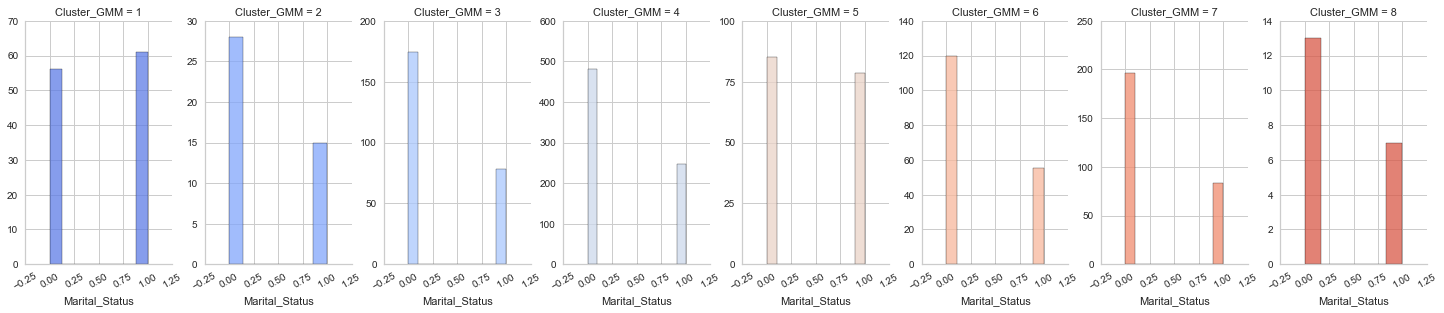 Cluster_GMM = 1
70
60
50
40
30
20
10
0
−0.25 0.00 0.25 0.50 0.75 1.00 1.25
Marital_Status
Cluster_GMM = 2
30
25
20
15
10
5
0
−0.25 0.00 0.25 0.50 0.75 1.00 1.25
Marital_Status
Cluster_GMM = 3
200
150
100
50
0
−0.25 0.00 0.25 0.50 0.75 1.00 1.25
Marital_Status
Cluster_GMM = 4
600
500
400
300
200
100
0
−0.25 0.00 0.25 0.50 0.75 1.00 1.25
Marital_Status
Cluster_GMM = 5
100
75
50
25
0
−0.25 0.00 0.25 0.50 0.75 1.00 1.25
Marital_Status
Cluster_GMM = 6
140
120
100
80
60
40
20
0
−0.25 0.00 0.25 0.50 0.75 1.00 1.25
Marital_Status
Cluster_GMM = 7
250
200
150
100
50
0
−0.25 0.00 0.25 0.50 0.75 1.00 1.25
Marital_Status
Cluster_GMM = 8
14
12
10
8
6
4
2
0
−0.25 0.00 0.25 0.50 0.75 1.00 1.25
Marital_Status